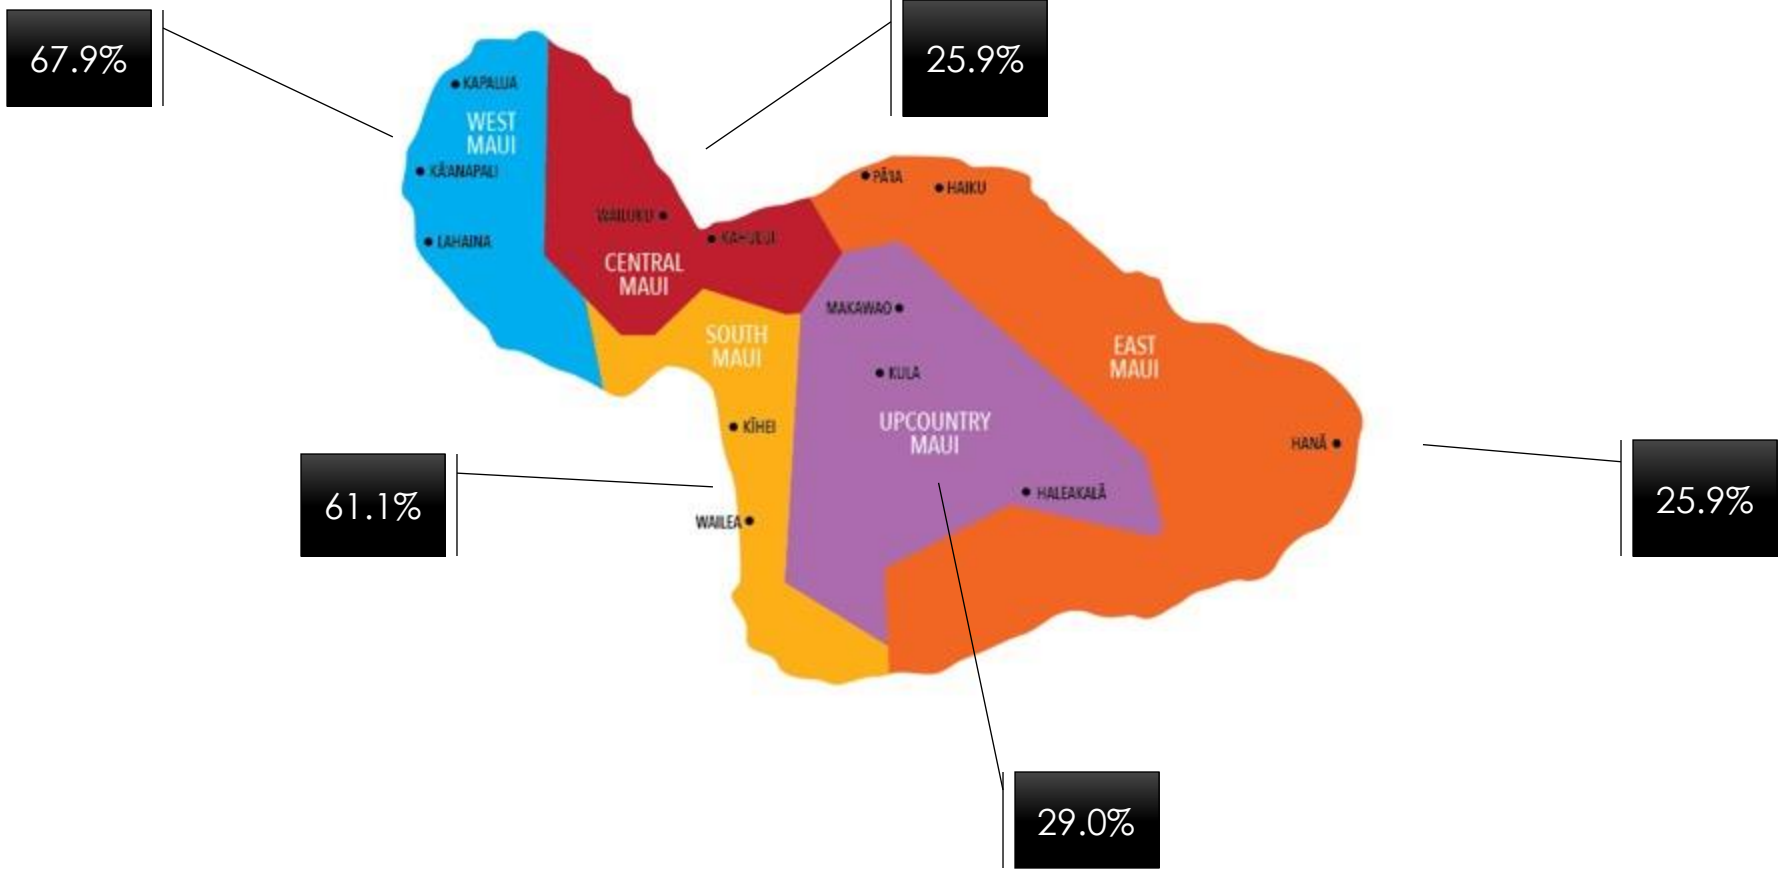 67.9%
25.9%
KAPALUA
WEST
MAUI
KĀ'ANAPALI
LAHAINA
WAILUKU
KAHULUI
CENTRAL
MAUI
PĀ'IA
HAIKU
MAKAWAO
SOUTH
MAUI
EAST
MAUI
KULA
KĪHEI
UPCOUNTRY
MAUI
HANĀ
HALEAKALĀ
WAILEA
61.1%
25.9%
29.0%